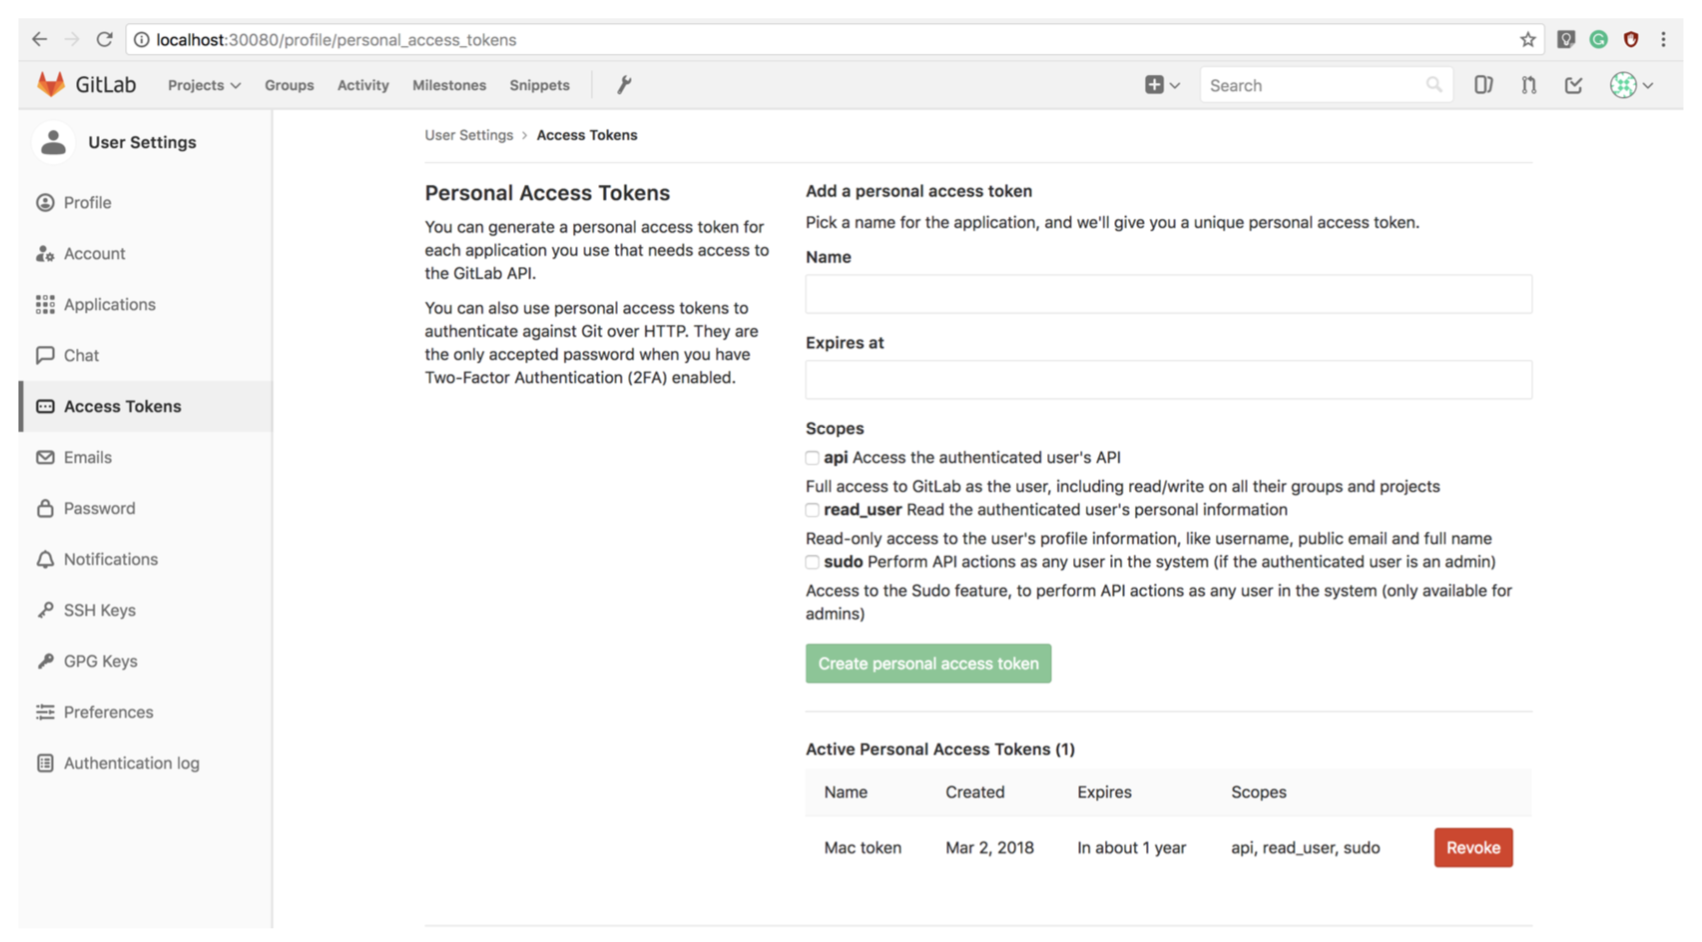 localhost:30080/profile/personal_access_tokens
GitLab Projects Groups Activity Milestones Snippets Search
User Settings
Profile
Account
Applications
Chat
Access Tokens
Emails
Password
Notifications
SSH Keys
GPG Keys
Preferences
Authentication log
User Settings > Access Tokens
Personal Access Tokens
You can generate a personal access token for
each application you use that needs access to
the GitLab API.
You can also use personal access tokens to
authenticate against Git over HTTP. They are
the only accepted password when you have
Two-Factor Authentication (2FA) enabled.
Add a personal access token
Pick a name for the application, and we'll give you a unique personal access token.
Name
Expires at
Scopes
api Access the authenticated user's API
Full access to GitLab as the user, including read/write on all their groups and projects
read_user Read the authenticated user's personal information
Read-only access to the user's profile information, like username, public email and full name
sudo Perform API actions as any user in the system (if the authenticated user is an admin)
Access to the Sudo feature, to perform API actions as any user in the system (only available for
admins)
Create personal access token
Active Personal Access Tokens (1)
Name Created Expires Scopes
Mac token Mar 2, 2018 In about 1 year api, read_user, sudo Revoke